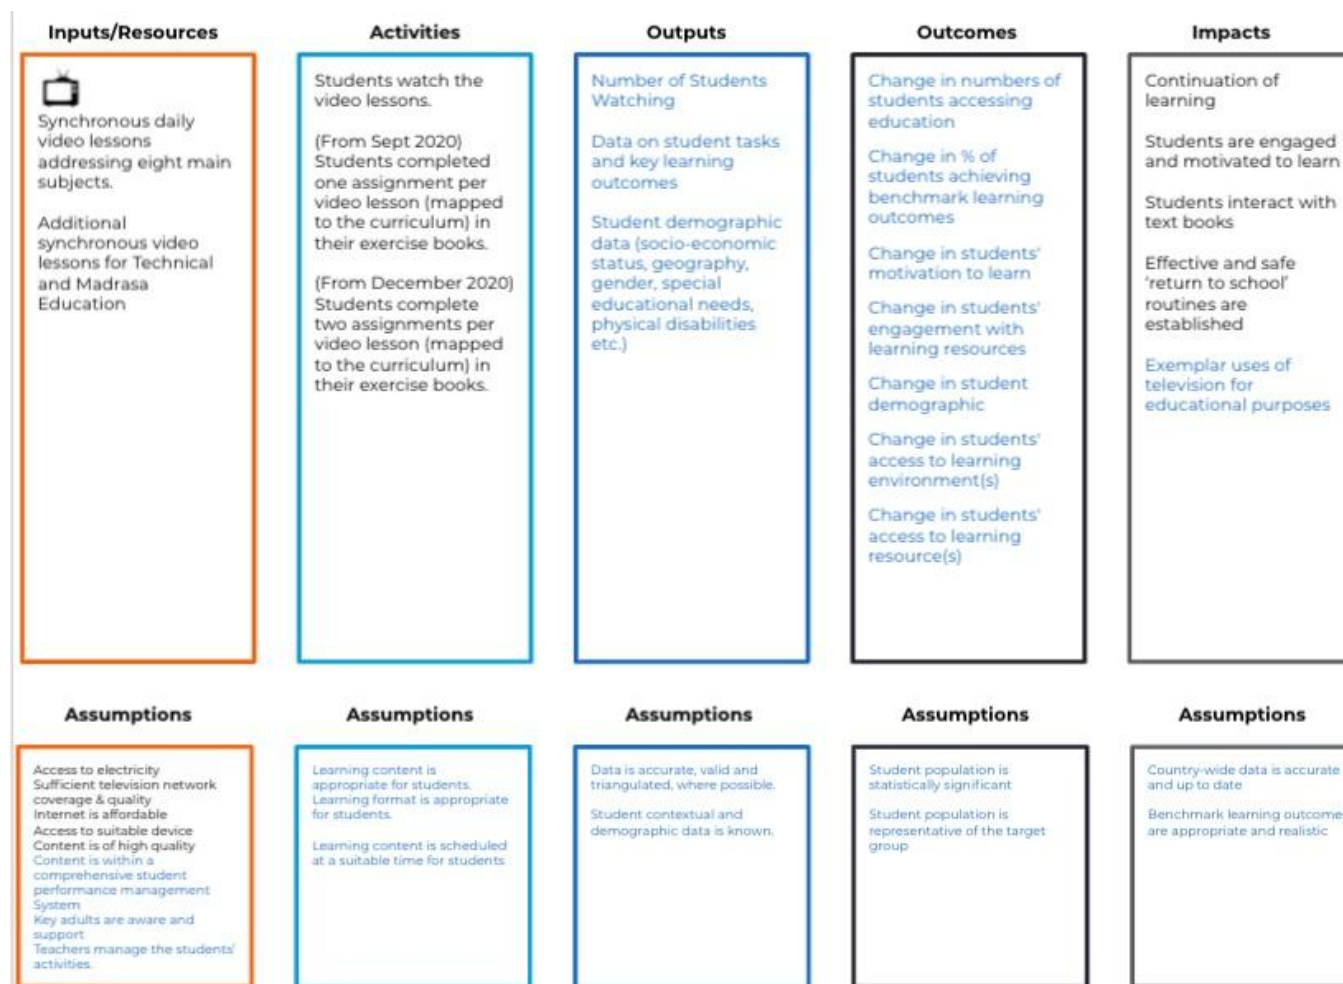 Inputs/Resources
Synchronous daily
video lessons
addressing eight main
subjects.
Additional
synchronous video
lessons for Technical
and Madrasa
Education
Activities
Students watch the
video lessons.
(From Sept 2020)
Students completed
one assignment per
video lesson (mapped
to the curriculum) in
their exercise books.
(From December 2020)
Students complete
two assignments per
video lesson (mapped
to the curriculum) in
their exercise books.
Outputs
Number of Students
Watching
Data on student tasks
and key learning
outcomes
Student demographic
data (socio-economic
status, geography,
gender, special
educational needs,
physical disabilities
etc.)
Outcomes
Change in numbers of
students accessing
education
Change in % of
students achieving
benchmark learning
outcomes
Change in students'
motivation to learn
Change in students'
engagement with
learning resources
Change in student
demographic
Change in students'
access to learning
environment(s)
Change in students'
access to learning
resource(s)
Impacts
Continuation of
learning
Students are engaged
and motivated to learn
Students interact with
text books
Effective and safe
'return to school'
routines are
established
Exemplar uses of
television for
educational purposes
Assumptions
Access to electricity
Sufficient television network
coverage & quality
Internet is affordable
Access to suitable device
Content is of high quality
Content is within a
comprehensive student
performance management
System
Key adults are aware and
support
Teachers manage the students'
activities.
Assumptions
Learning content is
appropriate for students.
Learning format is appropriate
for students.
Learning content is scheduled
at a suitable time for students
Assumptions
Data is accurate, valid and
triangulated, where possible.
Student contextual and
demographic data is known.
Assumptions
Student population is
statistically significant
Student population is
representative of the target
group
Assumptions
Country-wide data is accurate
and up to date
Benchmark learning outcome
are appropriate and realistic